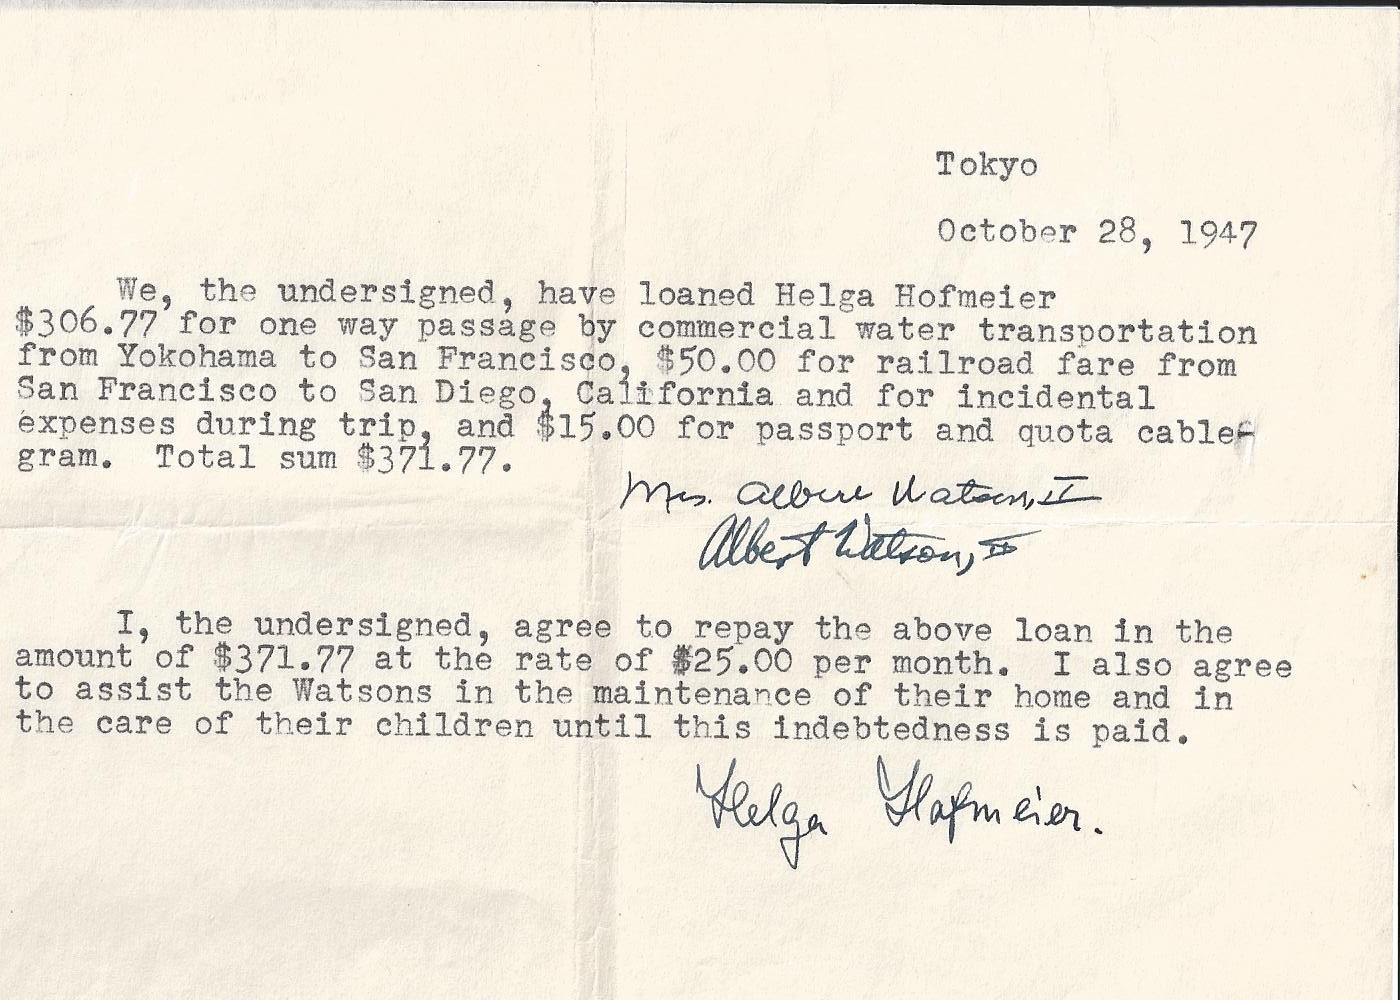 Tokyo
October 28, 1947
We, the undersigned, have loaned Helga Hofmeier
$306.77 for one way passage by commercial water transportation
from Yokohama to San Francisco, $50.00 for railroad fare from
San Francisco to San Diego, California and for incidental
expenses during trip, and $15.00 for passport and quota cable-
gram. Total sum $371.77.
Mrs. Albert Watson, II
Albert Watson, II
I, the undersigned, agree to repay the above loan in the
amount of $371.77 at the rate of $25.00 per month. I also agree
to assist the Watsons in the maintenance of their home and in
the care of their children until this indebtedness is paid.
Helga Hofmeier.